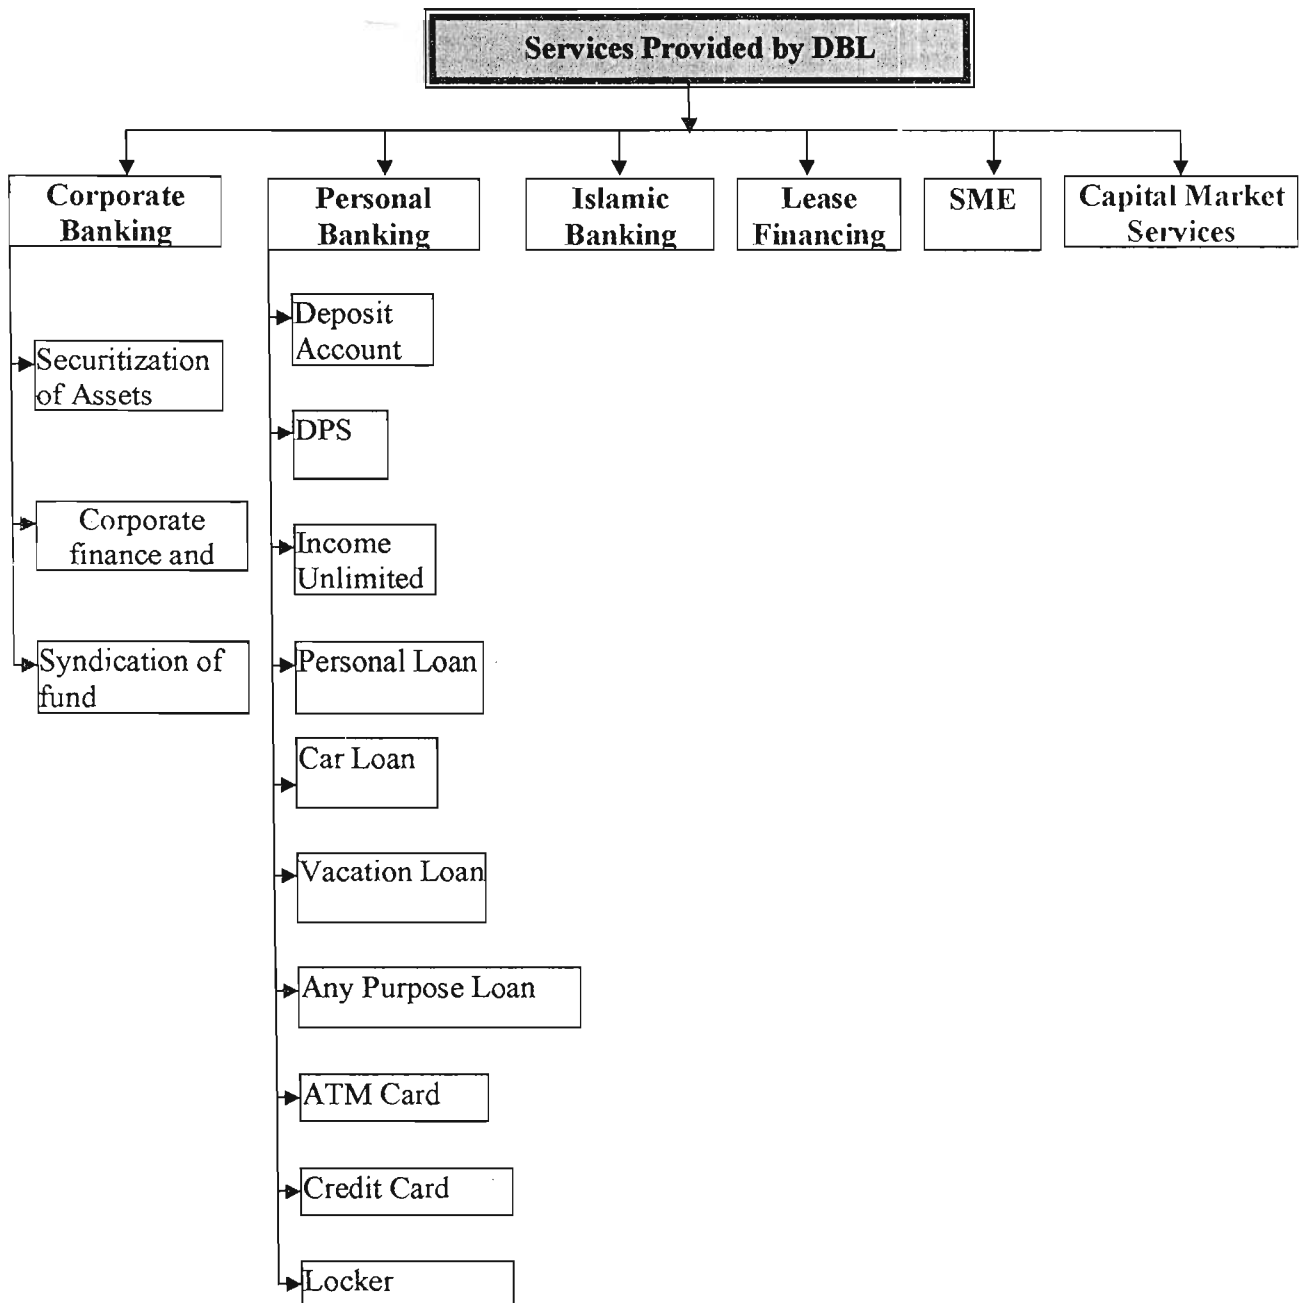 Services Provided by DBL
Corporate
Banking
Personal
Banking
Islamic
Banking
Lease
Financing
SME
Capital Market
Services
Securitization
of Assets
Corporate
finance and
Syndication of
fund
Deposit
Account
DPS
Income
Unlimited
Personal Loan
Car Loan
Vacation Loan
Any Purpose Loan
ATM Card
Credit Card
Locker